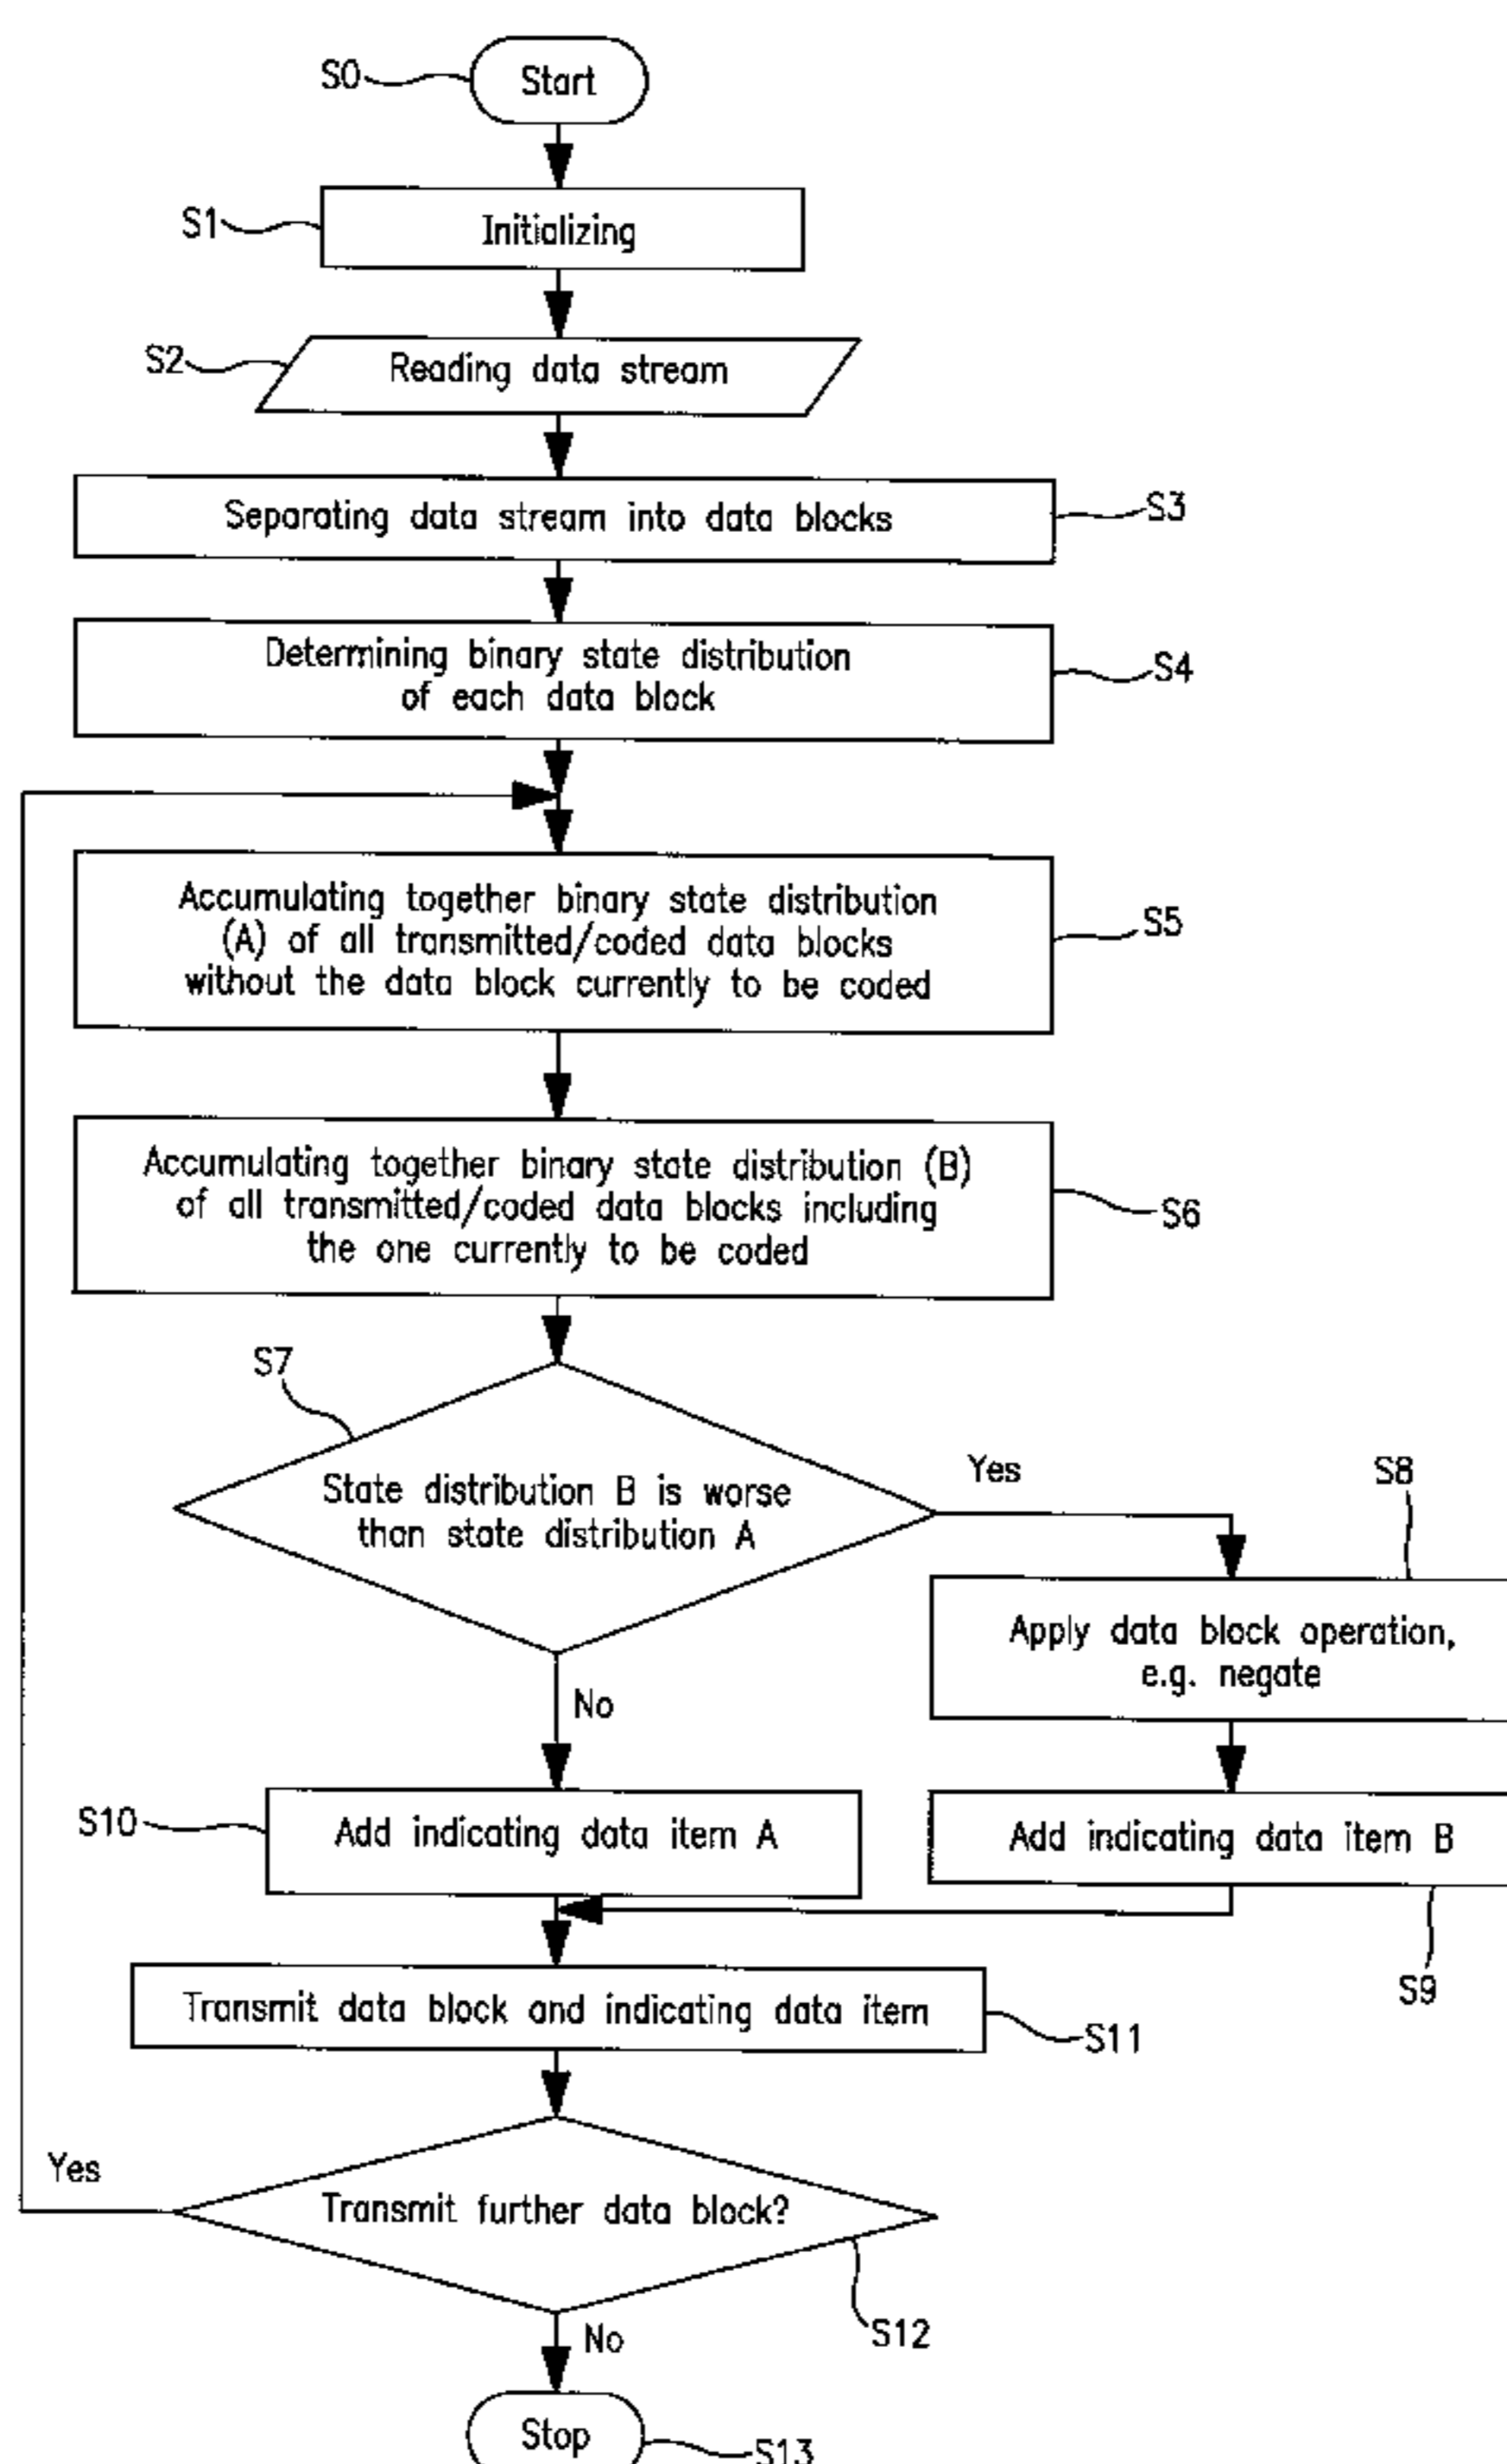 S0
Start
S1
Initializing
S2
Reading data stream
Separating data stream into data blocks
S3
Determining binary state distribution
of each data block
S4
Accumulating together binary state distribution
(A) of all transmitted/coded data blocks
without the data block currently to be coded
S5
Accumulating together binary state distribution (B)
of all transmitted/coded data blocks including
the one currently to be coded
S6
S7
State distribution B is worse
than state distribution A
Yes
S8
Apply data block operation,
e.g. negate
No
S10
Add indicating data item A
Add indicating data item B
S9
Transmit data block and indicating data item
S11
Yes
Transmit further data block?
S12
No
Stop
S13